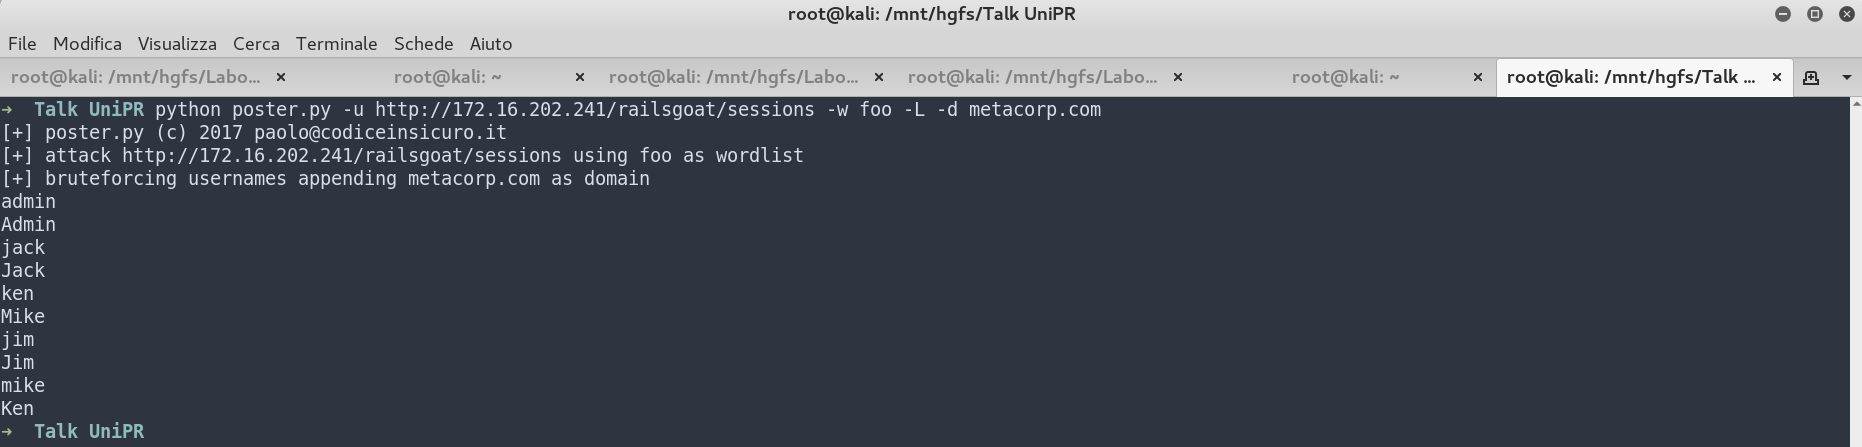 root@kali: /mnt/hgfs/Talk UniPR
File Modifica Visualizza Cerca Terminale Schede Aiuto
root@kali: /mnt/hgfs/Labo... × root@kali: ~ × root@kali: /mnt/hgfs/Labo... × root@kali: /mnt/hgfs/Labo... × root@kali: ~ × root@kali: /mnt/hgfs/Talk ... ×
→ Talk UniPR python poster.py -u http://172.16.202.241/railsgoat/sessions -w foo -L -d metacorp.com
[+] poster.py (c) 2017 paolo@codiceinsicuro.it
[+] attack http://172.16.202.241/railsgoat/sessions using foo as wordlist
[+] bruteforcing usernames appending metacorp.com as domain
admin
Admin
jack
Jack
ken
Mike
jim
Jim
mike
Ken
→ Talk UniPR